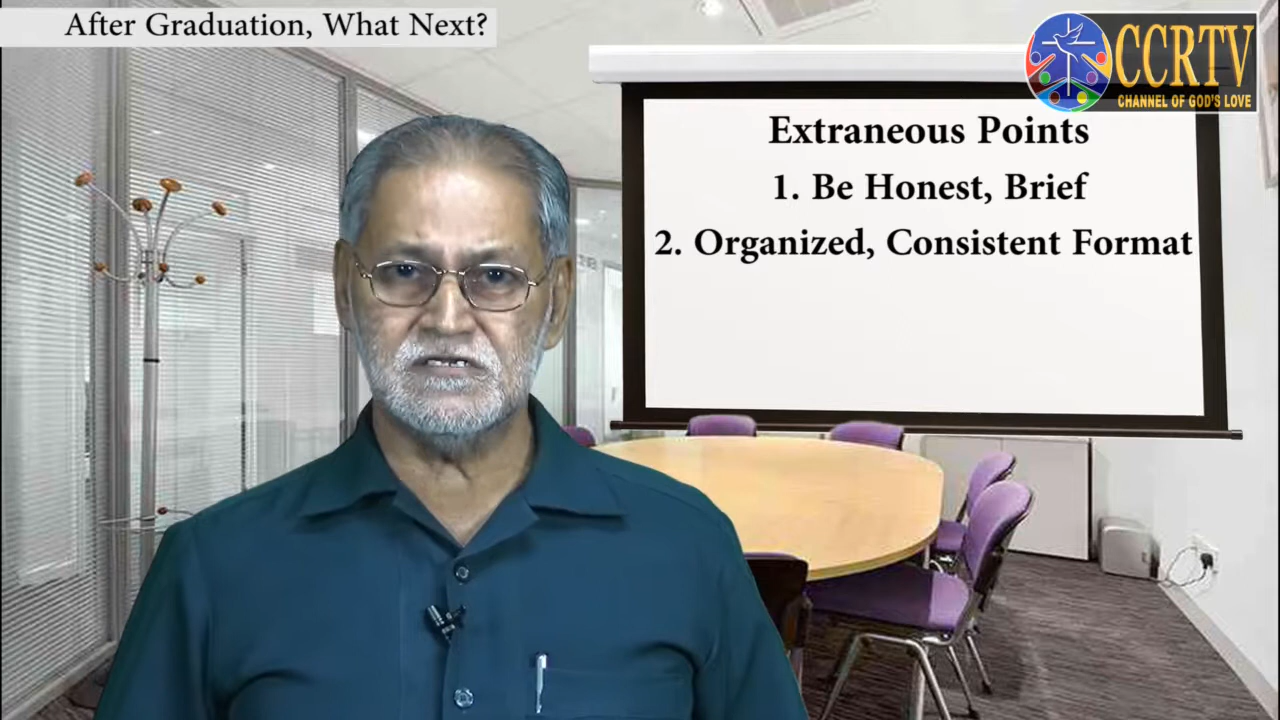 After Graduation, What Next?
CCRTV
CHANNEL OF GOD'S LOVE
Extraneous Points
1. Be Honest, Brief
2. Organized, Consistent Format